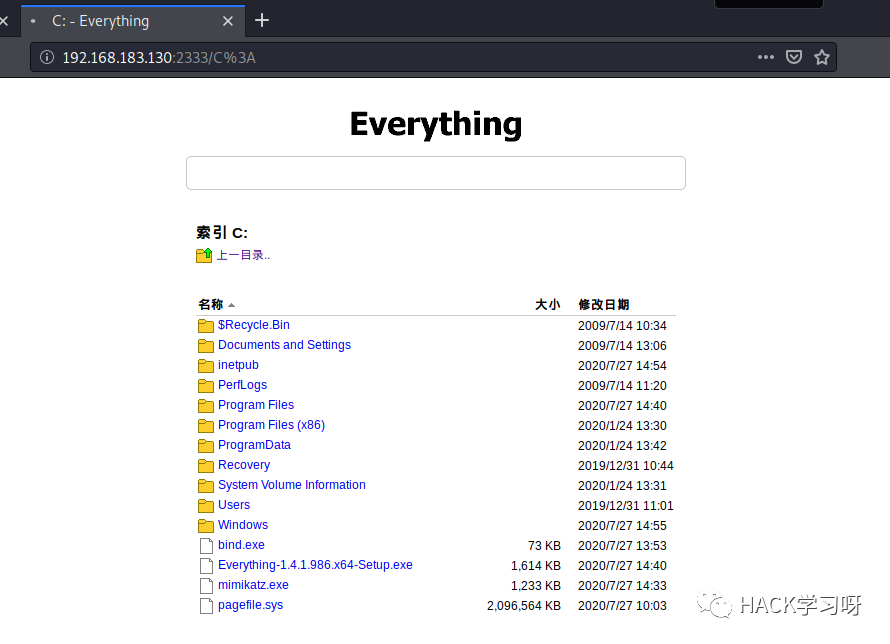 C: - Everything
192.168.183.130:2333/C%3A
Everything
索引 C:
上一目录..
名称 大小 修改日期
$Recycle.Bin 2009/7/14 10:34
Documents and Settings 2009/7/14 13:06
inetpub 2020/7/27 14:54
PerfLogs 2009/7/14 11:20
Program Files 2020/7/27 14:40
Program Files (x86) 2020/1/24 13:30
ProgramData 2020/1/24 13:42
Recovery 2019/12/31 10:44
System Volume Information 2020/1/24 13:31
Users 2019/12/31 11:01
Windows 2020/7/27 14:55
bind.exe 73 KB 2020/7/27 13:53
Everything-1.4.1.986.x64-Setup.exe 1,614 KB 2020/7/27 14:40
mimikatz.exe 1,233 KB 2020/7/27 14:33
pagefile.sys 2,096,564 KB 2020/7/27 10:03
HACK学习呀